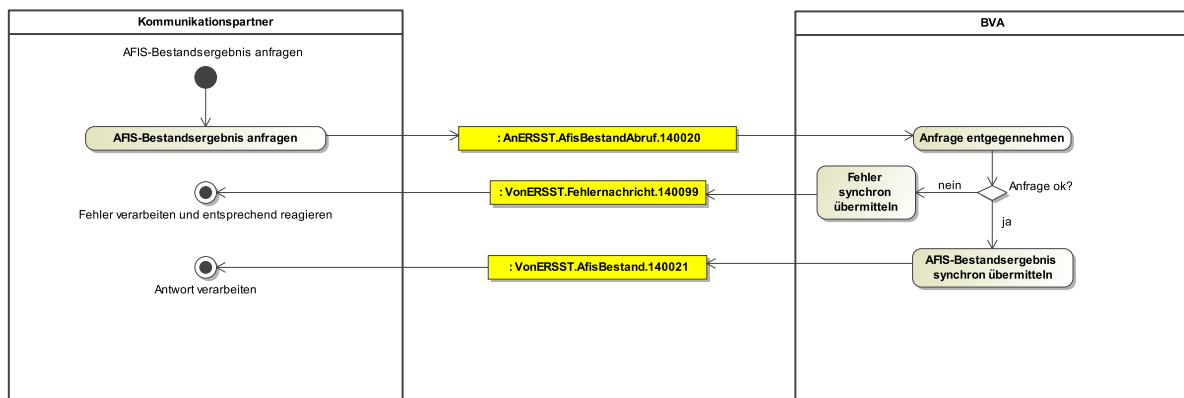 Kommunikationspartner
BVA
AFIS-Bestandsergebnis anfragen
AFIS-Bestandsergebnis anfragen
: AnERSST.AfisBestandAbruf.140020
Anfrage entgegennehmen
Anfrage ok?
nein
Fehler
synchron
übermitteln
: VonERSST.Fehlernachricht.140099
Fehler verarbeiten und entsprechend reagieren
ja
AFIS-Bestandsergebnis
synchron übermitteln
: VonERSST.AfisBestand.140021
Antwort verarbeiten